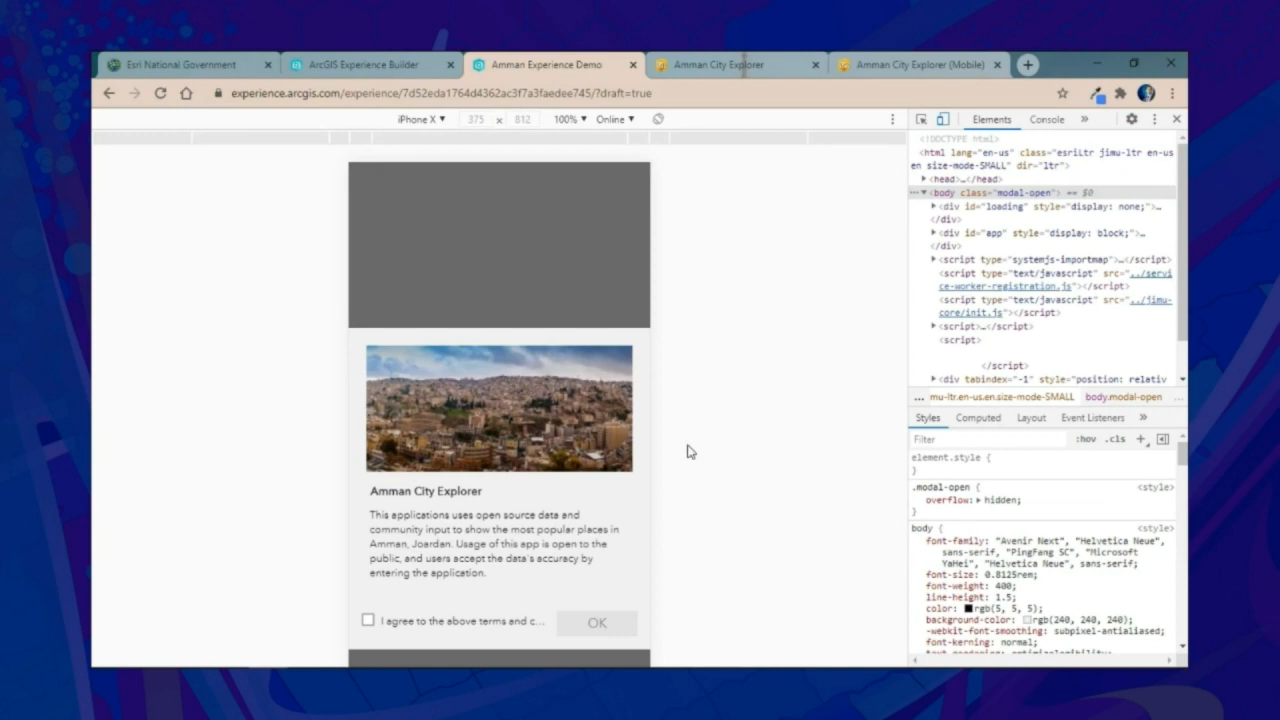 Esri National Government
ArcGIS Experience Builder
Amman Experience Demo
Amman City Explorer
Amman City Explorer (Mobile)
experience.arcgis.com/experience/7d52eda1764d4362ac3f7a3faedee745/?draft=true
iPhone X ▼ 375 x 812 100% ▼ Online ▼
Elements Console »
<!DOCTYPE html>
<html lang="en-us" class="esriLtr jimu-ltr en-us
en size-mode-SMALL" dir="ltr">
<head>…</head>
<body class="modal-open"> == $0
<div id="loading" style="display: none;">…
</div>
<div id="app" style="display: block;">…
</div>
<script type="systemjs-importmap">…</script>
<script type="text/javascript" src="../servi
ce-worker-registration.js"></script>
<script type="text/javascript" src="../jimu-
core/init.js"></script>
<script>…</script>
<script>
</script>
<div tabindex="-1" style="position: relativ
... mu-ltr.en-us.en.size-mode-SMALL body.modal-open ...
Styles Computed Layout Event Listeners »
Filter :hov .cls +
element.style {
}
.modal-open { <style>
overflow: hidden;
}
body { <style>
font-family: "Avenir Next", "Helvetica Neue",
sans-serif, "PingFang SC", "Microsoft
YaHei", "Helvetica Neue", sans-serif;
font-size: 0.8125rem;
font-weight: 400;
line-height: 1.5;
color: rgb(5, 5, 5);
background-color: rgb(240, 240, 240);
-webkit-font-smoothing: subpixel-antialiased;
font-kerning: normal;
text-rendering: optimizelegibility;
Amman City Explorer
This applications uses open source data and
community input to show the most popular places in
Amman, Joardan. Usage of this app is open to the
public, and users accept the data's accuracy by
entering the application.
I agree to the above terms and c...
OK